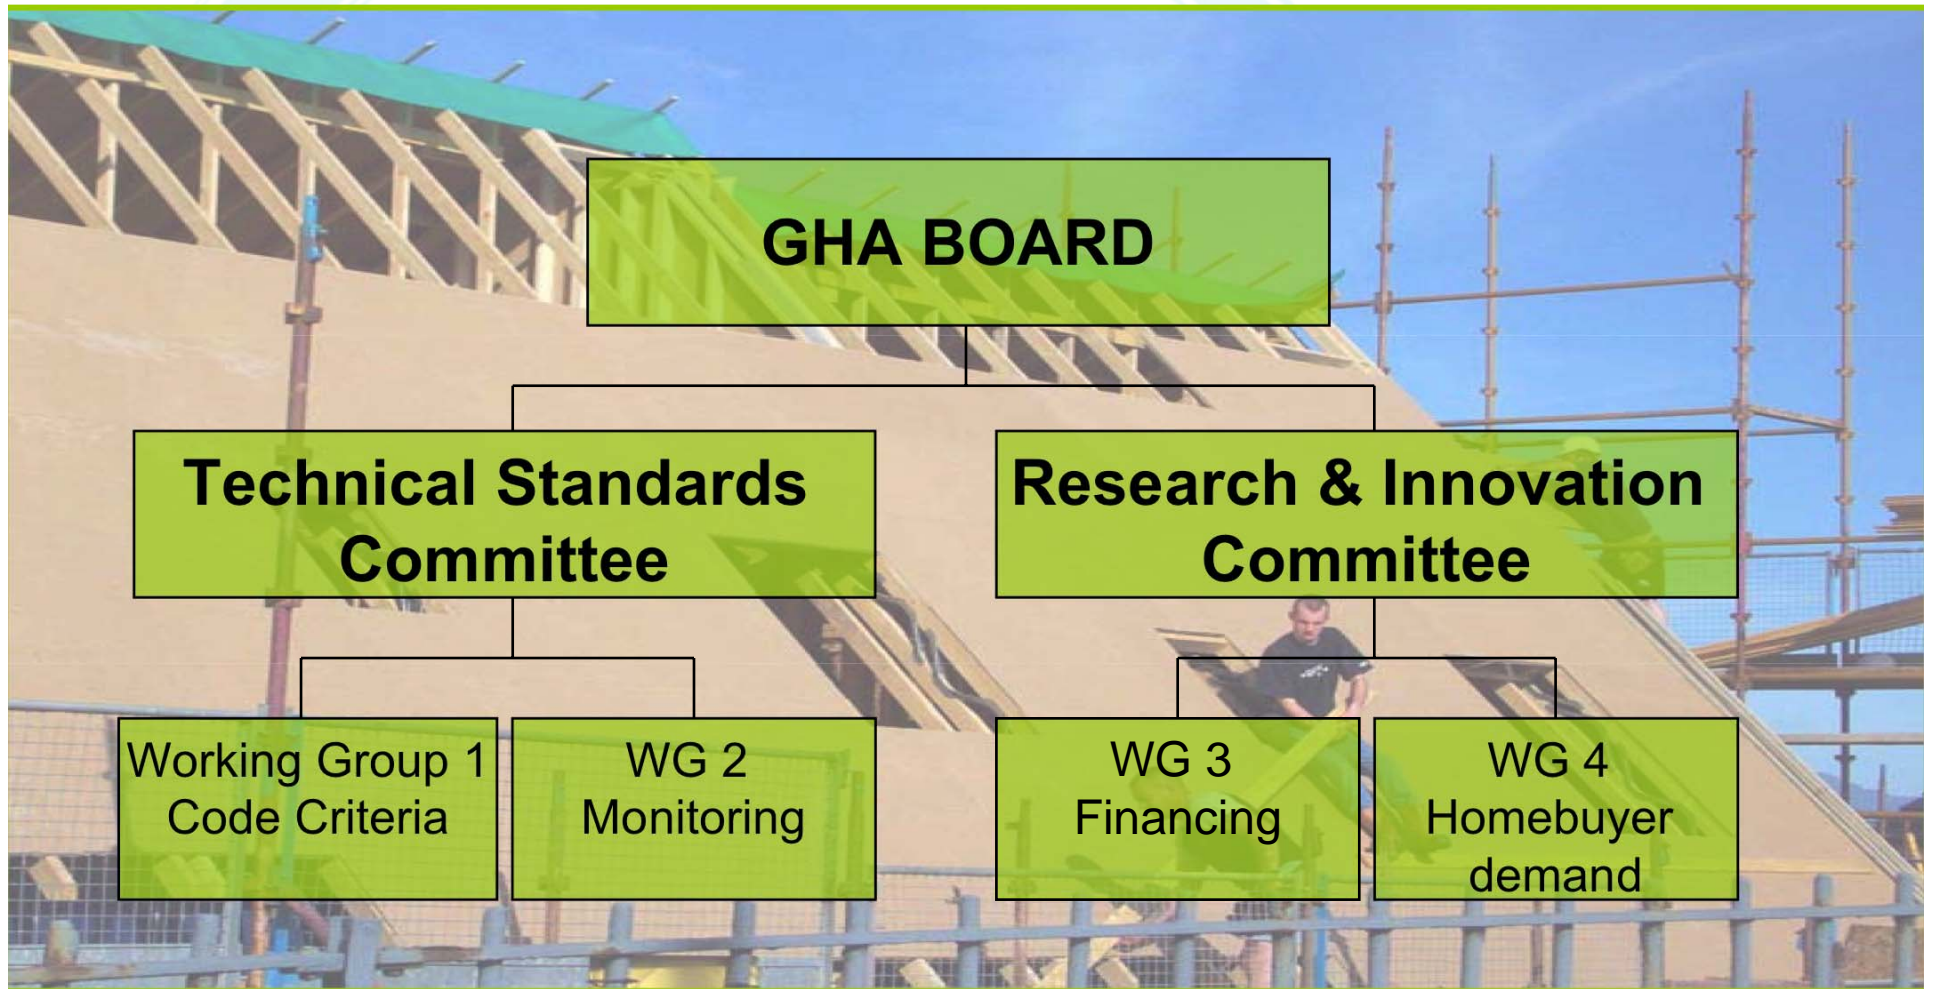 GHA BOARD
Technical Standards
Committee
Research & Innovation
Committee
Working Group 1
Code Criteria
WG 2
Monitoring
WG 3
Financing
WG 4
Homebuyer
demand